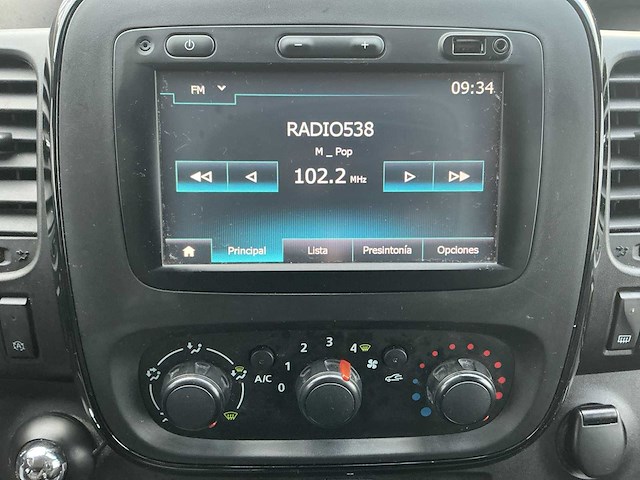 FM 09:34
RADIO538
M _ Pop
102.2 MHz
Principal Lista Presintonía Opciones
A/C 0 1 2 3 4